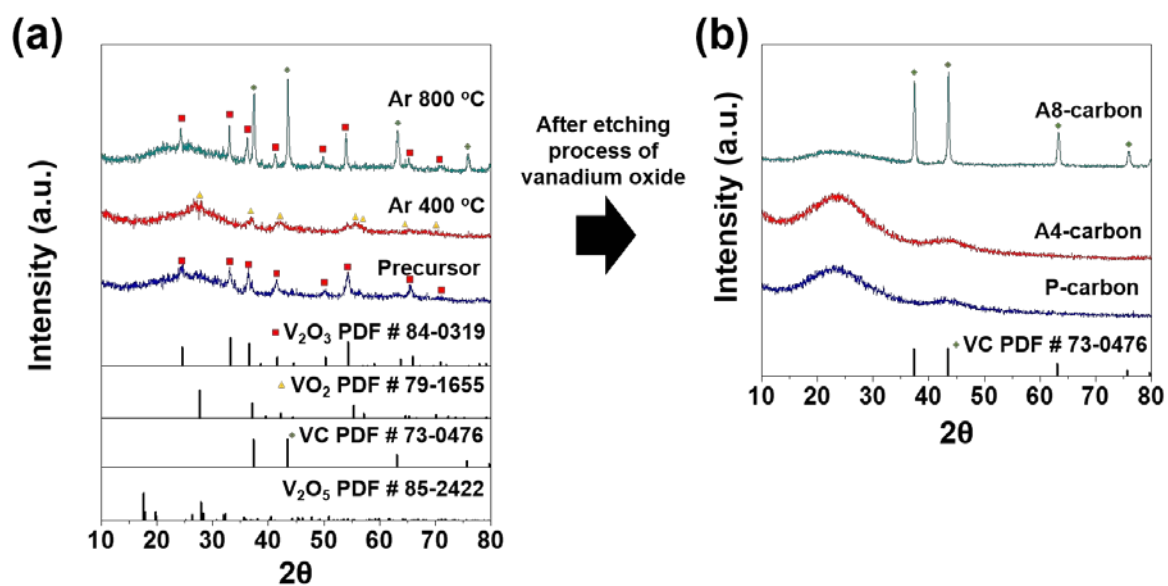 (a)
Intensity (a.u.)
Ar 800 °C
Ar 400 °C
Precursor
V₂O₃ PDF # 84-0319
VO₂ PDF # 79-1655
VC PDF # 73-0476
V₂O₅ PDF # 85-2422
10 20 30 40 50 60 70 80
2θ
After etching
process of
vanadium oxide
(b)
Intensity (a.u.)
A8-carbon
A4-carbon
P-carbon
VC PDF # 73-0476
10 20 30 40 50 60 70 80
2θ